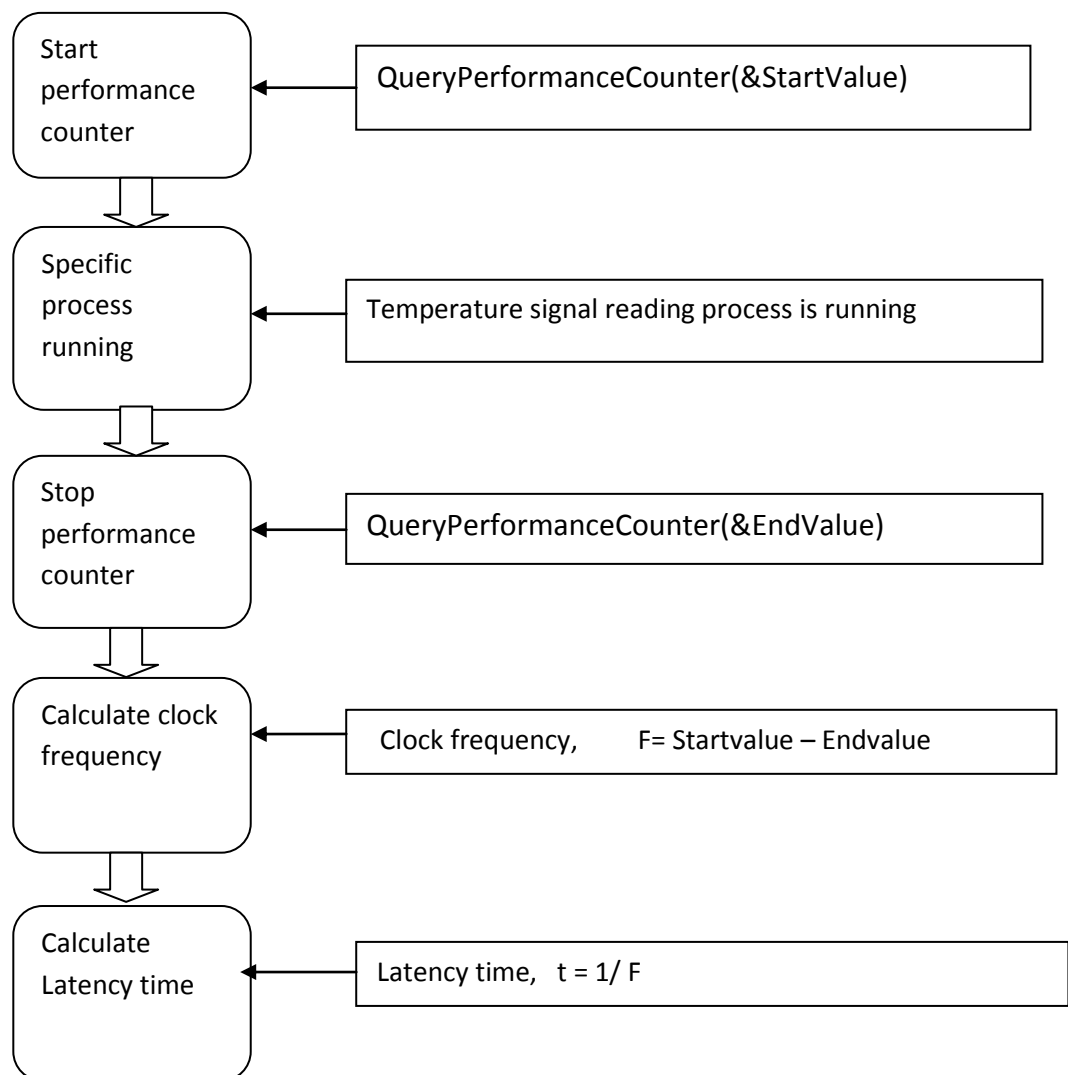 Start
performance
counter
QueryPerformanceCounter(&StartValue)
Specific
process
running
Temperature signal reading process is running
Stop
performance
counter
QueryPerformanceCounter(&EndValue)
Calculate clock
frequency
Clock frequency, F= Startvalue – Endvalue
Calculate
Latency time
Latency time, t = 1/ F